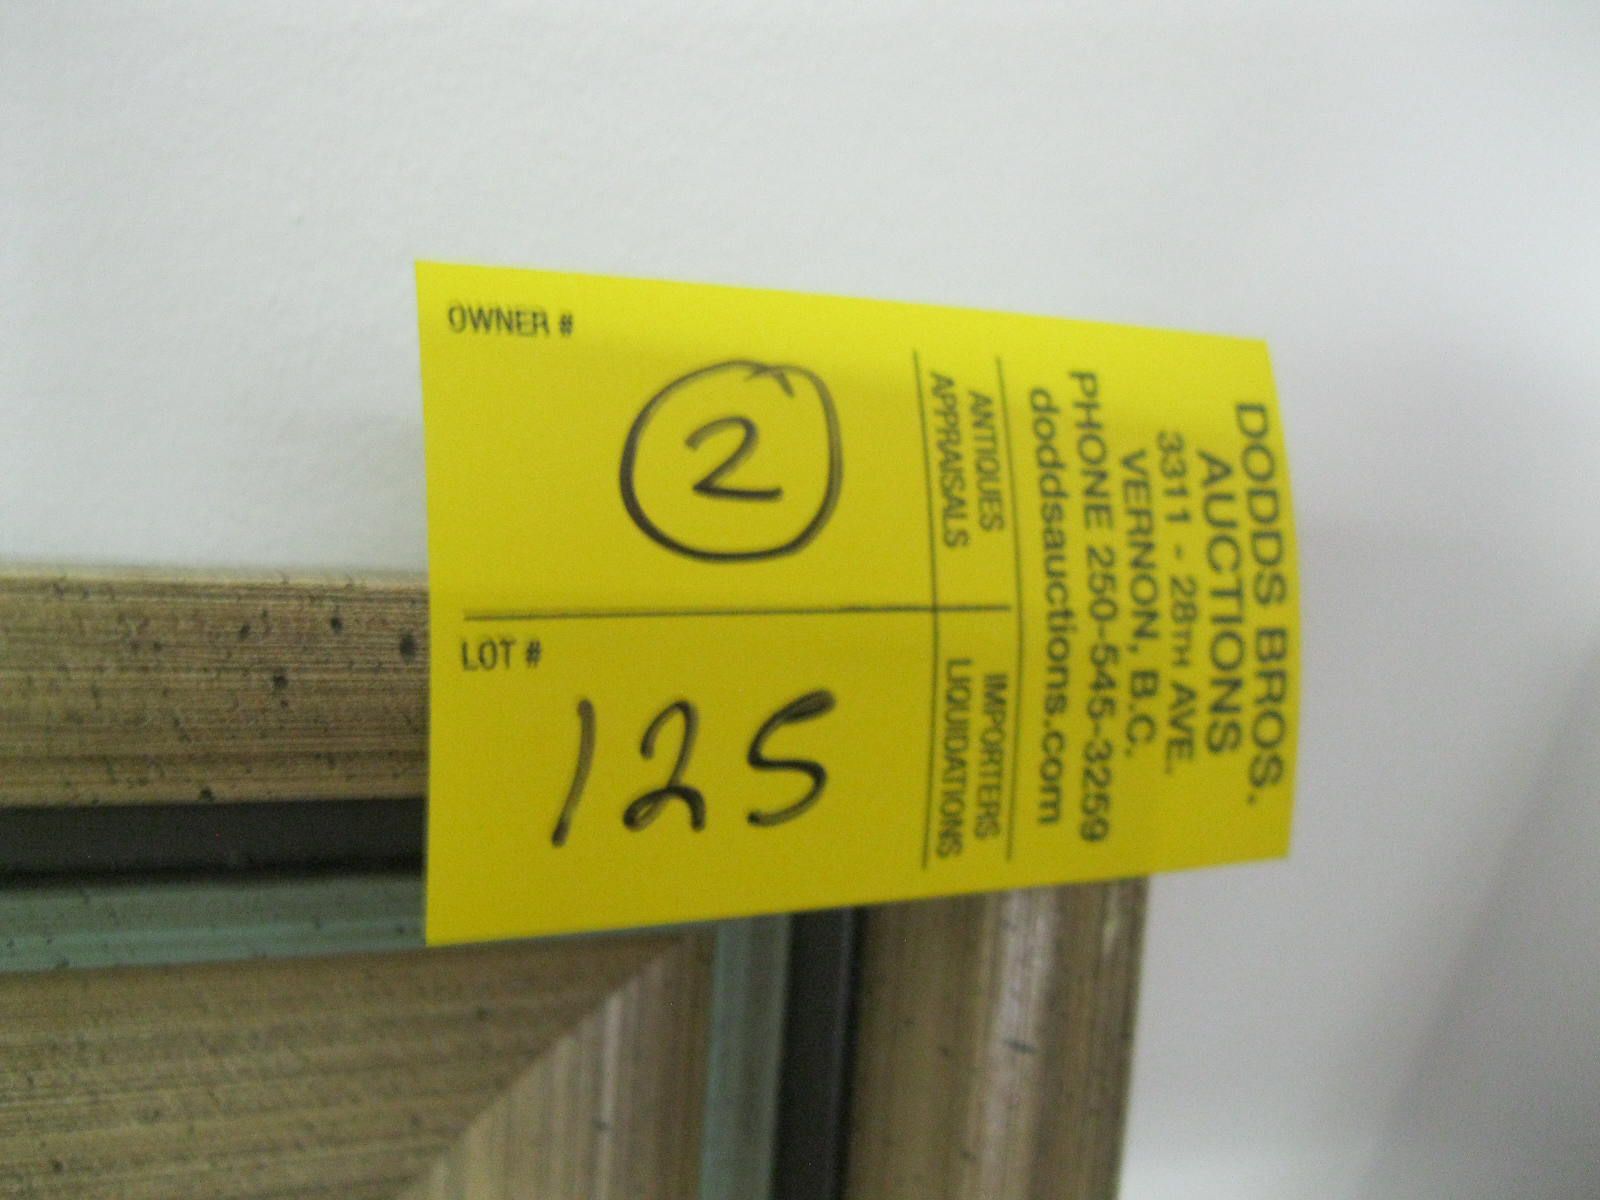 DODDS BROS.
AUCTIONS
3311 - 28TH AVE.
VERNON, B.C.
PHONE 250-545-3259
doddsauctions.com
ANTIQUES
APPRAISALS
IMPORTERS
LIQUIDATIONS
OWNER #
2
LOT #
125